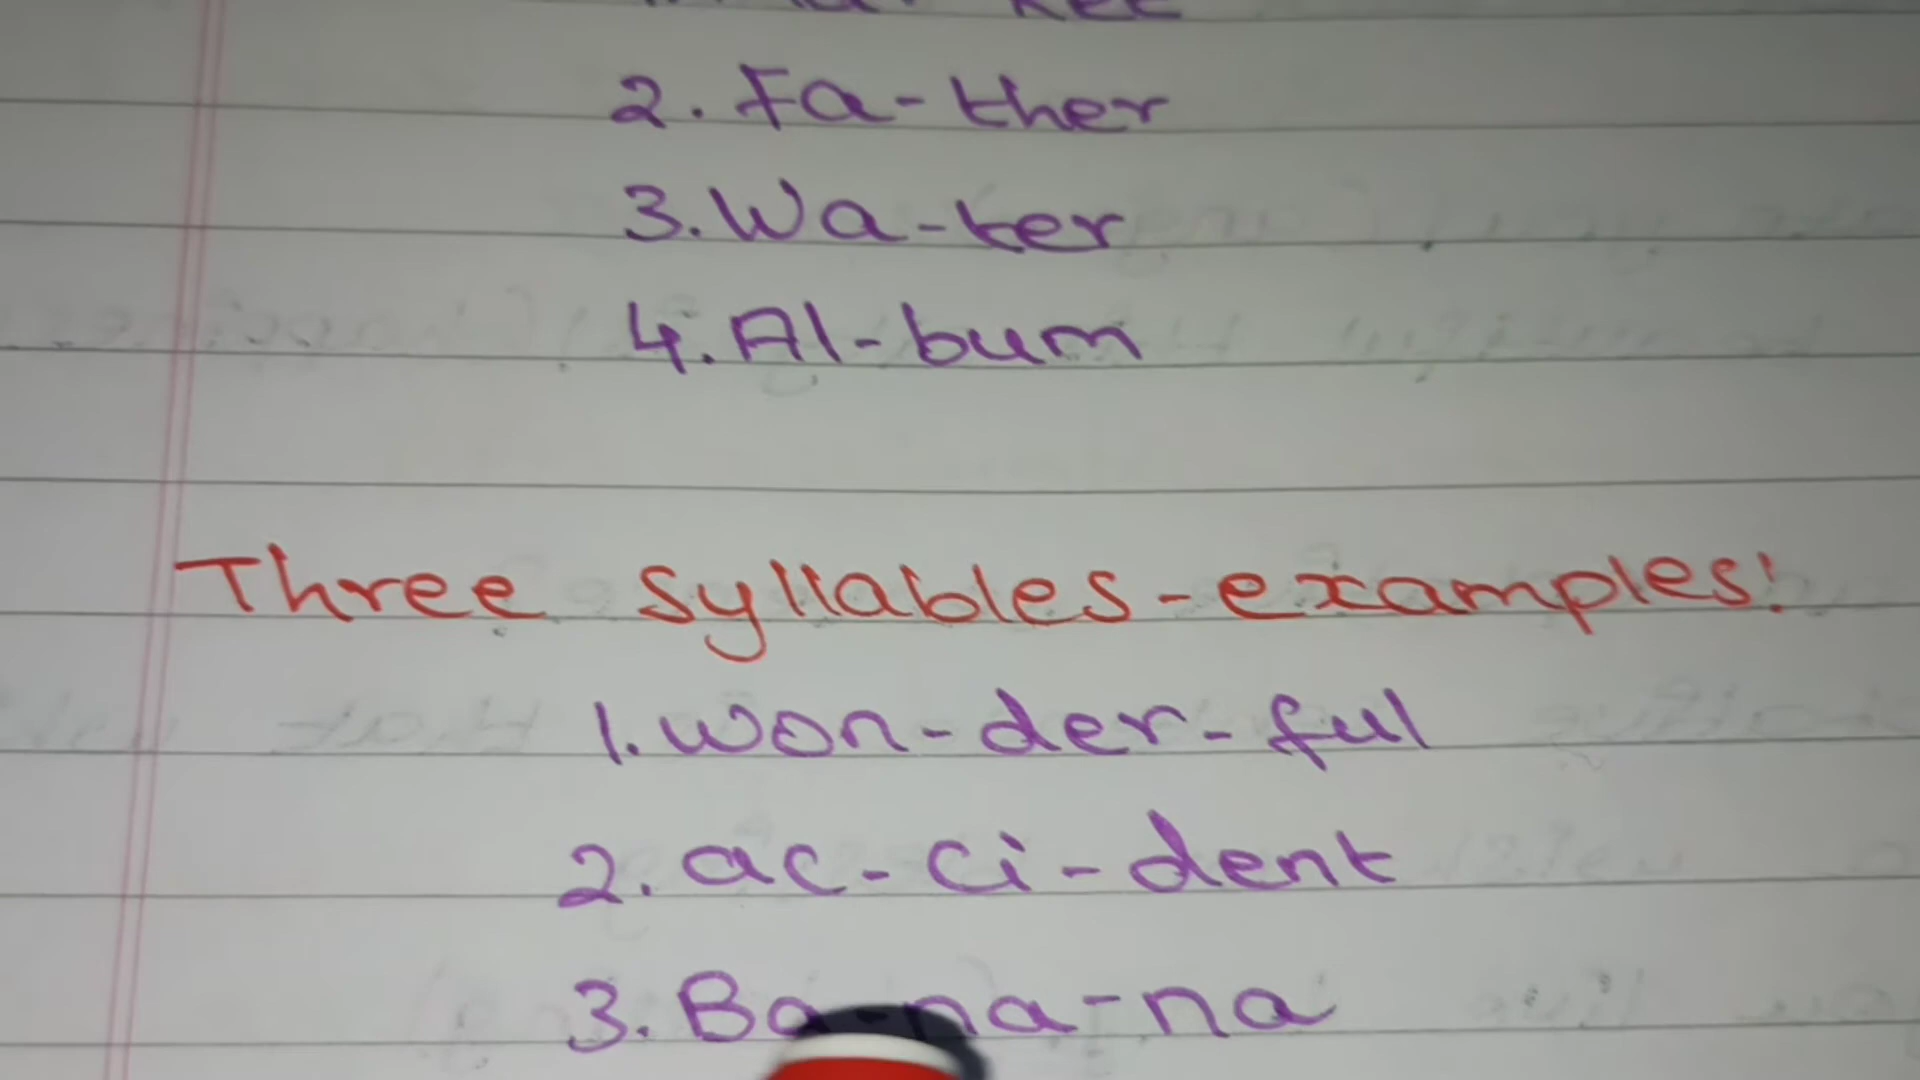 2. Fa-ther
3. Wa-ter
4. Al-bum
Three syllables-examples:
1. won-der-ful
2. ac-ci-dent
3. Ba-na-na